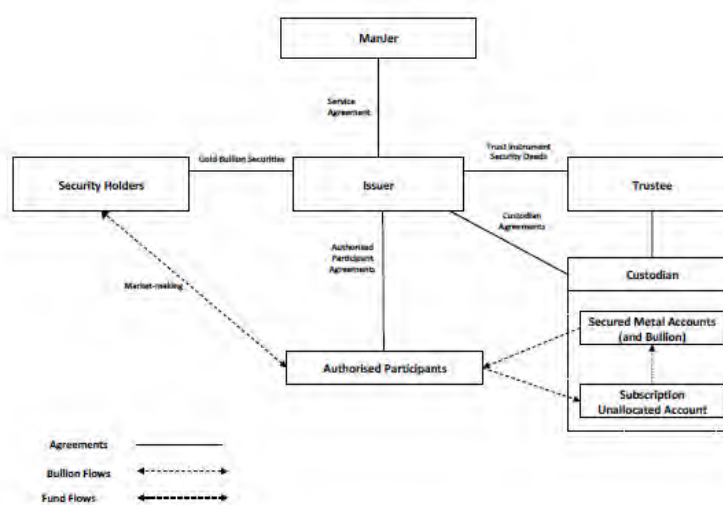 ManJer
Service
Agreement
Gold Bullion Securities
Trust Instrument
Security Deeds
Security Holders
Issuer
Trustee
Custodian
Agreements
Authorised
Participant
Agreements
Custodian
Market-making
Secured Metal Accounts
(and Bullion)
Authorised Participants
Subscription
Unallocated Account
Agreements
Bullion Flows
Fund Flows